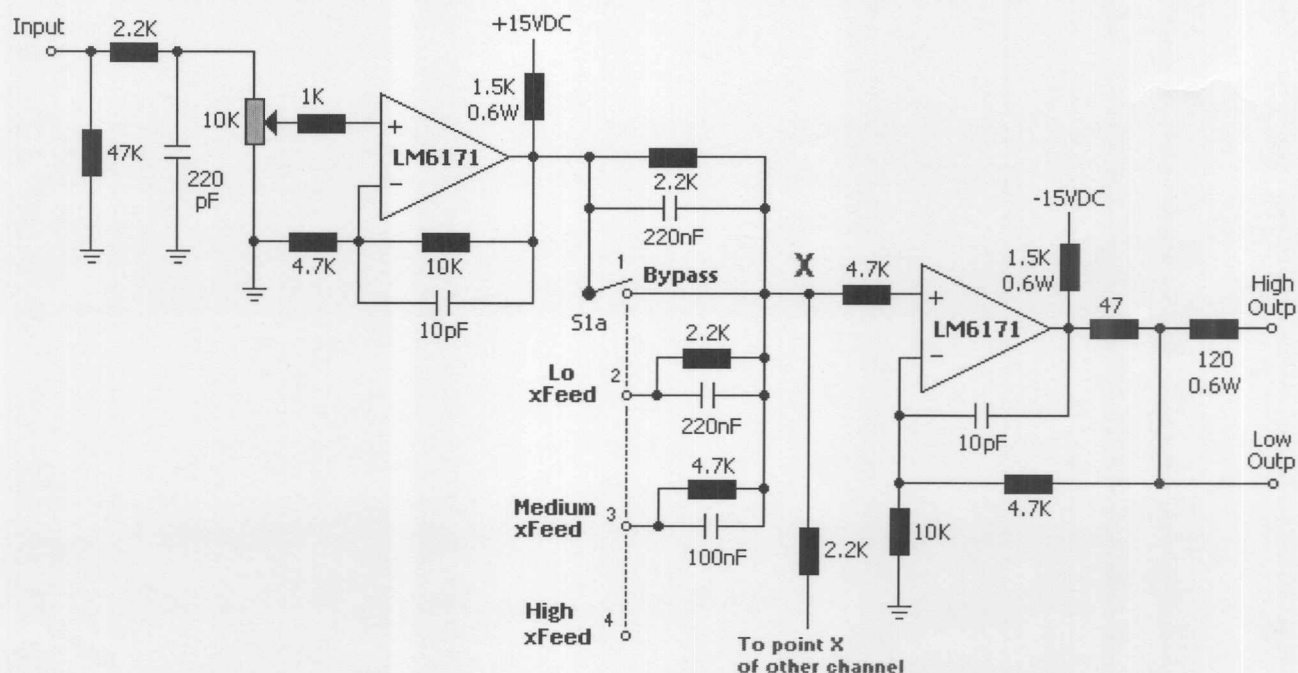 Input
2.2K
47K
220
pF
10K
1K
+
LM6171
−
+15VDC
1.5K
0.6W
4.7K
10K
10pF
2.2K
220nF
1
Bypass
S1a
2.2K
Lo
xFeed
2
220nF
4.7K
Medium
xFeed
3
100nF
High
xFeed
4
X
4.7K
2.2K
To point X
of other channel
+
LM6171
−
-15VDC
1.5K
0.6W
47
High
Outp
120
0.6W
10pF
Low
Outp
4.7K
10K